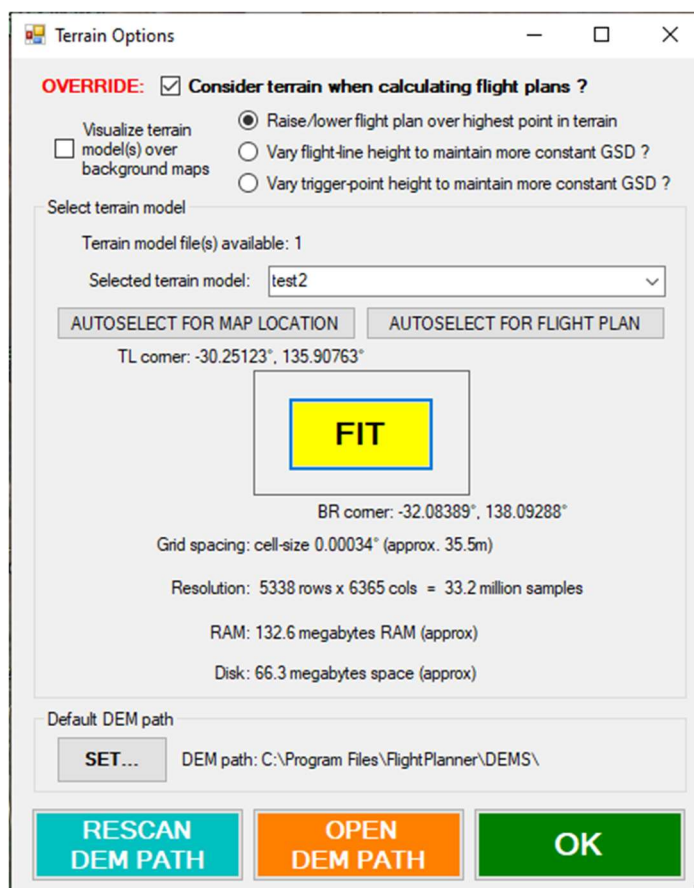 Terrain Options
OVERRIDE: Consider terrain when calculating flight plans ?
Visualize terrain
model(s) over
background maps
Raise/lower flight plan over highest point in terrain
Vary flight-line height to maintain more constant GSD ?
Vary trigger-point height to maintain more constant GSD ?
Select terrain model
Terrain model file(s) available: 1
Selected terrain model: test2
AUTOSELECT FOR MAP LOCATION
AUTOSELECT FOR FLIGHT PLAN
TL corner: -30.25123°, 135.90763°
FIT
BR corner: -32.08389°, 138.09288°
Grid spacing: cell-size 0.00034° (approx. 35.5m)
Resolution: 5338 rows x 6365 cols = 33.2 million samples
RAM: 132.6 megabytes RAM (approx)
Disk: 66.3 megabytes space (approx)
Default DEM path
SET... DEM path: C:\Program Files\FlightPlanner\DEMS\
RESCAN
DEM PATH
OPEN
DEM PATH
OK